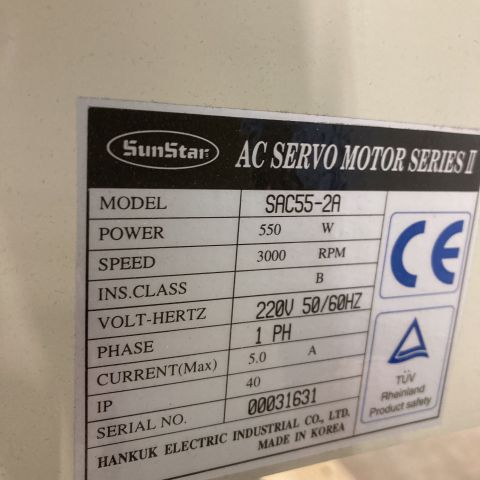 SunStar AC SERVO MOTOR SERIES II
MODEL SAC55-2A
POWER 550 W
SPEED 3000 RPM
INS.CLASS B
VOLT-HERTZ 220V 50/60HZ
PHASE 1 PH
CURRENT(Max) 5.0 A
IP 40
SERIAL NO. 00031631
HANKUK ELECTRIC INDUSTRIAL CO., LTD.
MADE IN KOREA
CE
TÜV
Rheinland
Product safety